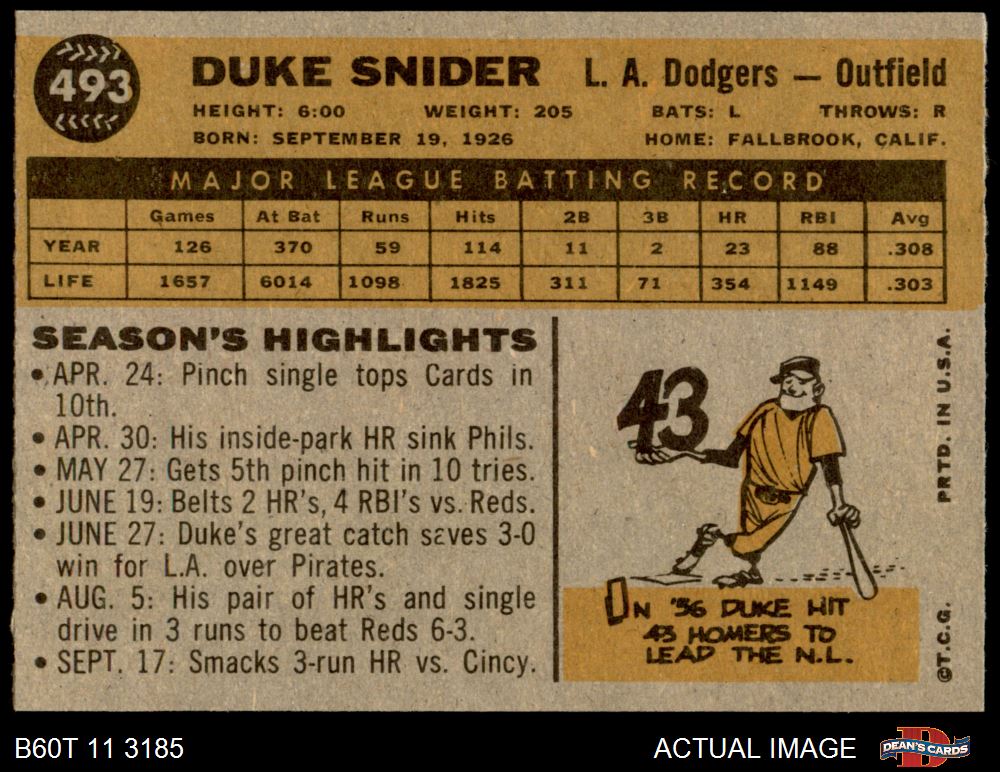 493
DUKE SNIDER L. A. Dodgers — Outfield
HEIGHT: 6:00 WEIGHT: 205 BATS: L THROWS: R
BORN: SEPTEMBER 19, 1926 HOME: FALLBROOK, CALIF.
MAJOR LEAGUE BATTING RECORD
Games At Bat Runs Hits 2B 3B HR RBI Avg
YEAR 126 370 59 114 11 2 23 88 .308
LIFE 1657 6014 1098 1825 311 71 354 1149 .303
SEASON'S HIGHLIGHTS
• APR. 24: Pinch single tops Cards in
10th.
• APR. 30: His inside-park HR sink Phils.
• MAY 27: Gets 5th pinch hit in 10 tries.
• JUNE 19: Belts 2 HR's, 4 RBI's vs. Reds.
• JUNE 27: Duke's great catch saves 3-0
win for L.A. over Pirates.
• AUG. 5: His pair of HR's and single
drive in 3 runs to beat Reds 6-3.
• SEPT. 17: Smacks 3-run HR vs. Cincy.
43
IN '56 DUKE HIT
43 HOMERS TO
LEAD THE N.L.
PRTD. IN U.S.A.
©T.C.G.
B60T 11 3185 ACTUAL IMAGE
DEAN'S CARDS